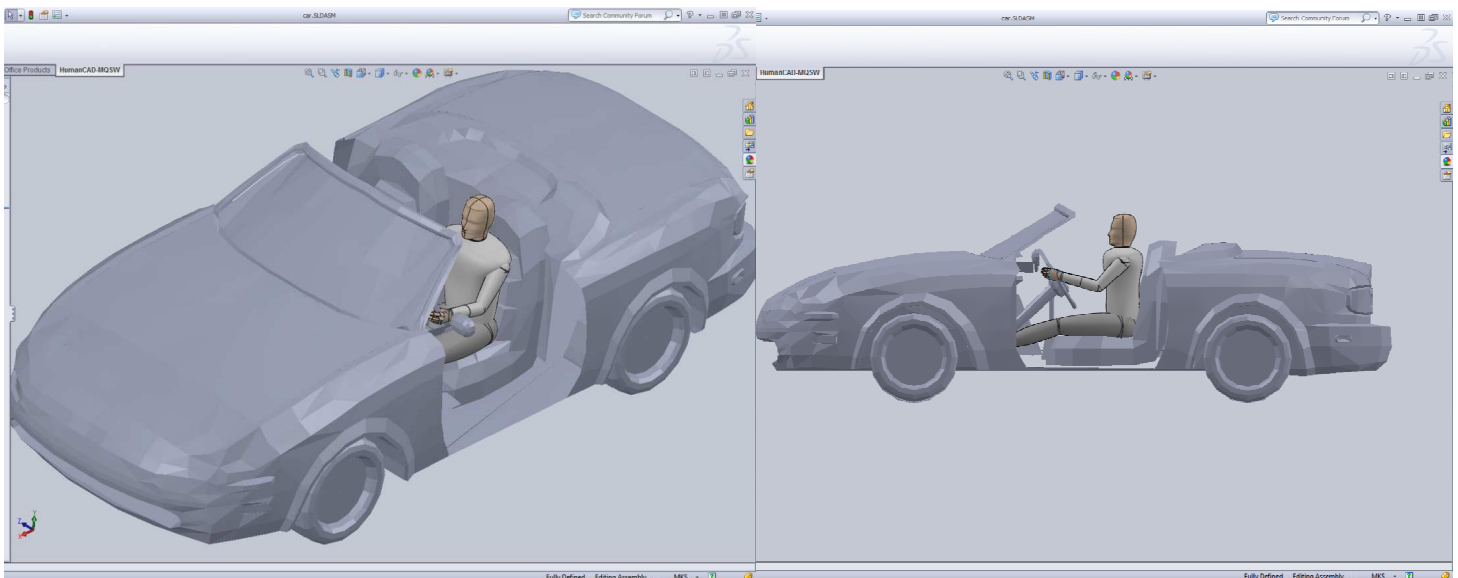 car.SLDASM
Search Community Forum
Office Products
HumanCAD-MQSW
Z
Y
X
Fully Defined
Editing Assembly
MKS
car.SLDASM
Search Community Forum
HumanCAD-MQSW
Fully Defined
Editing Assembly
MKS